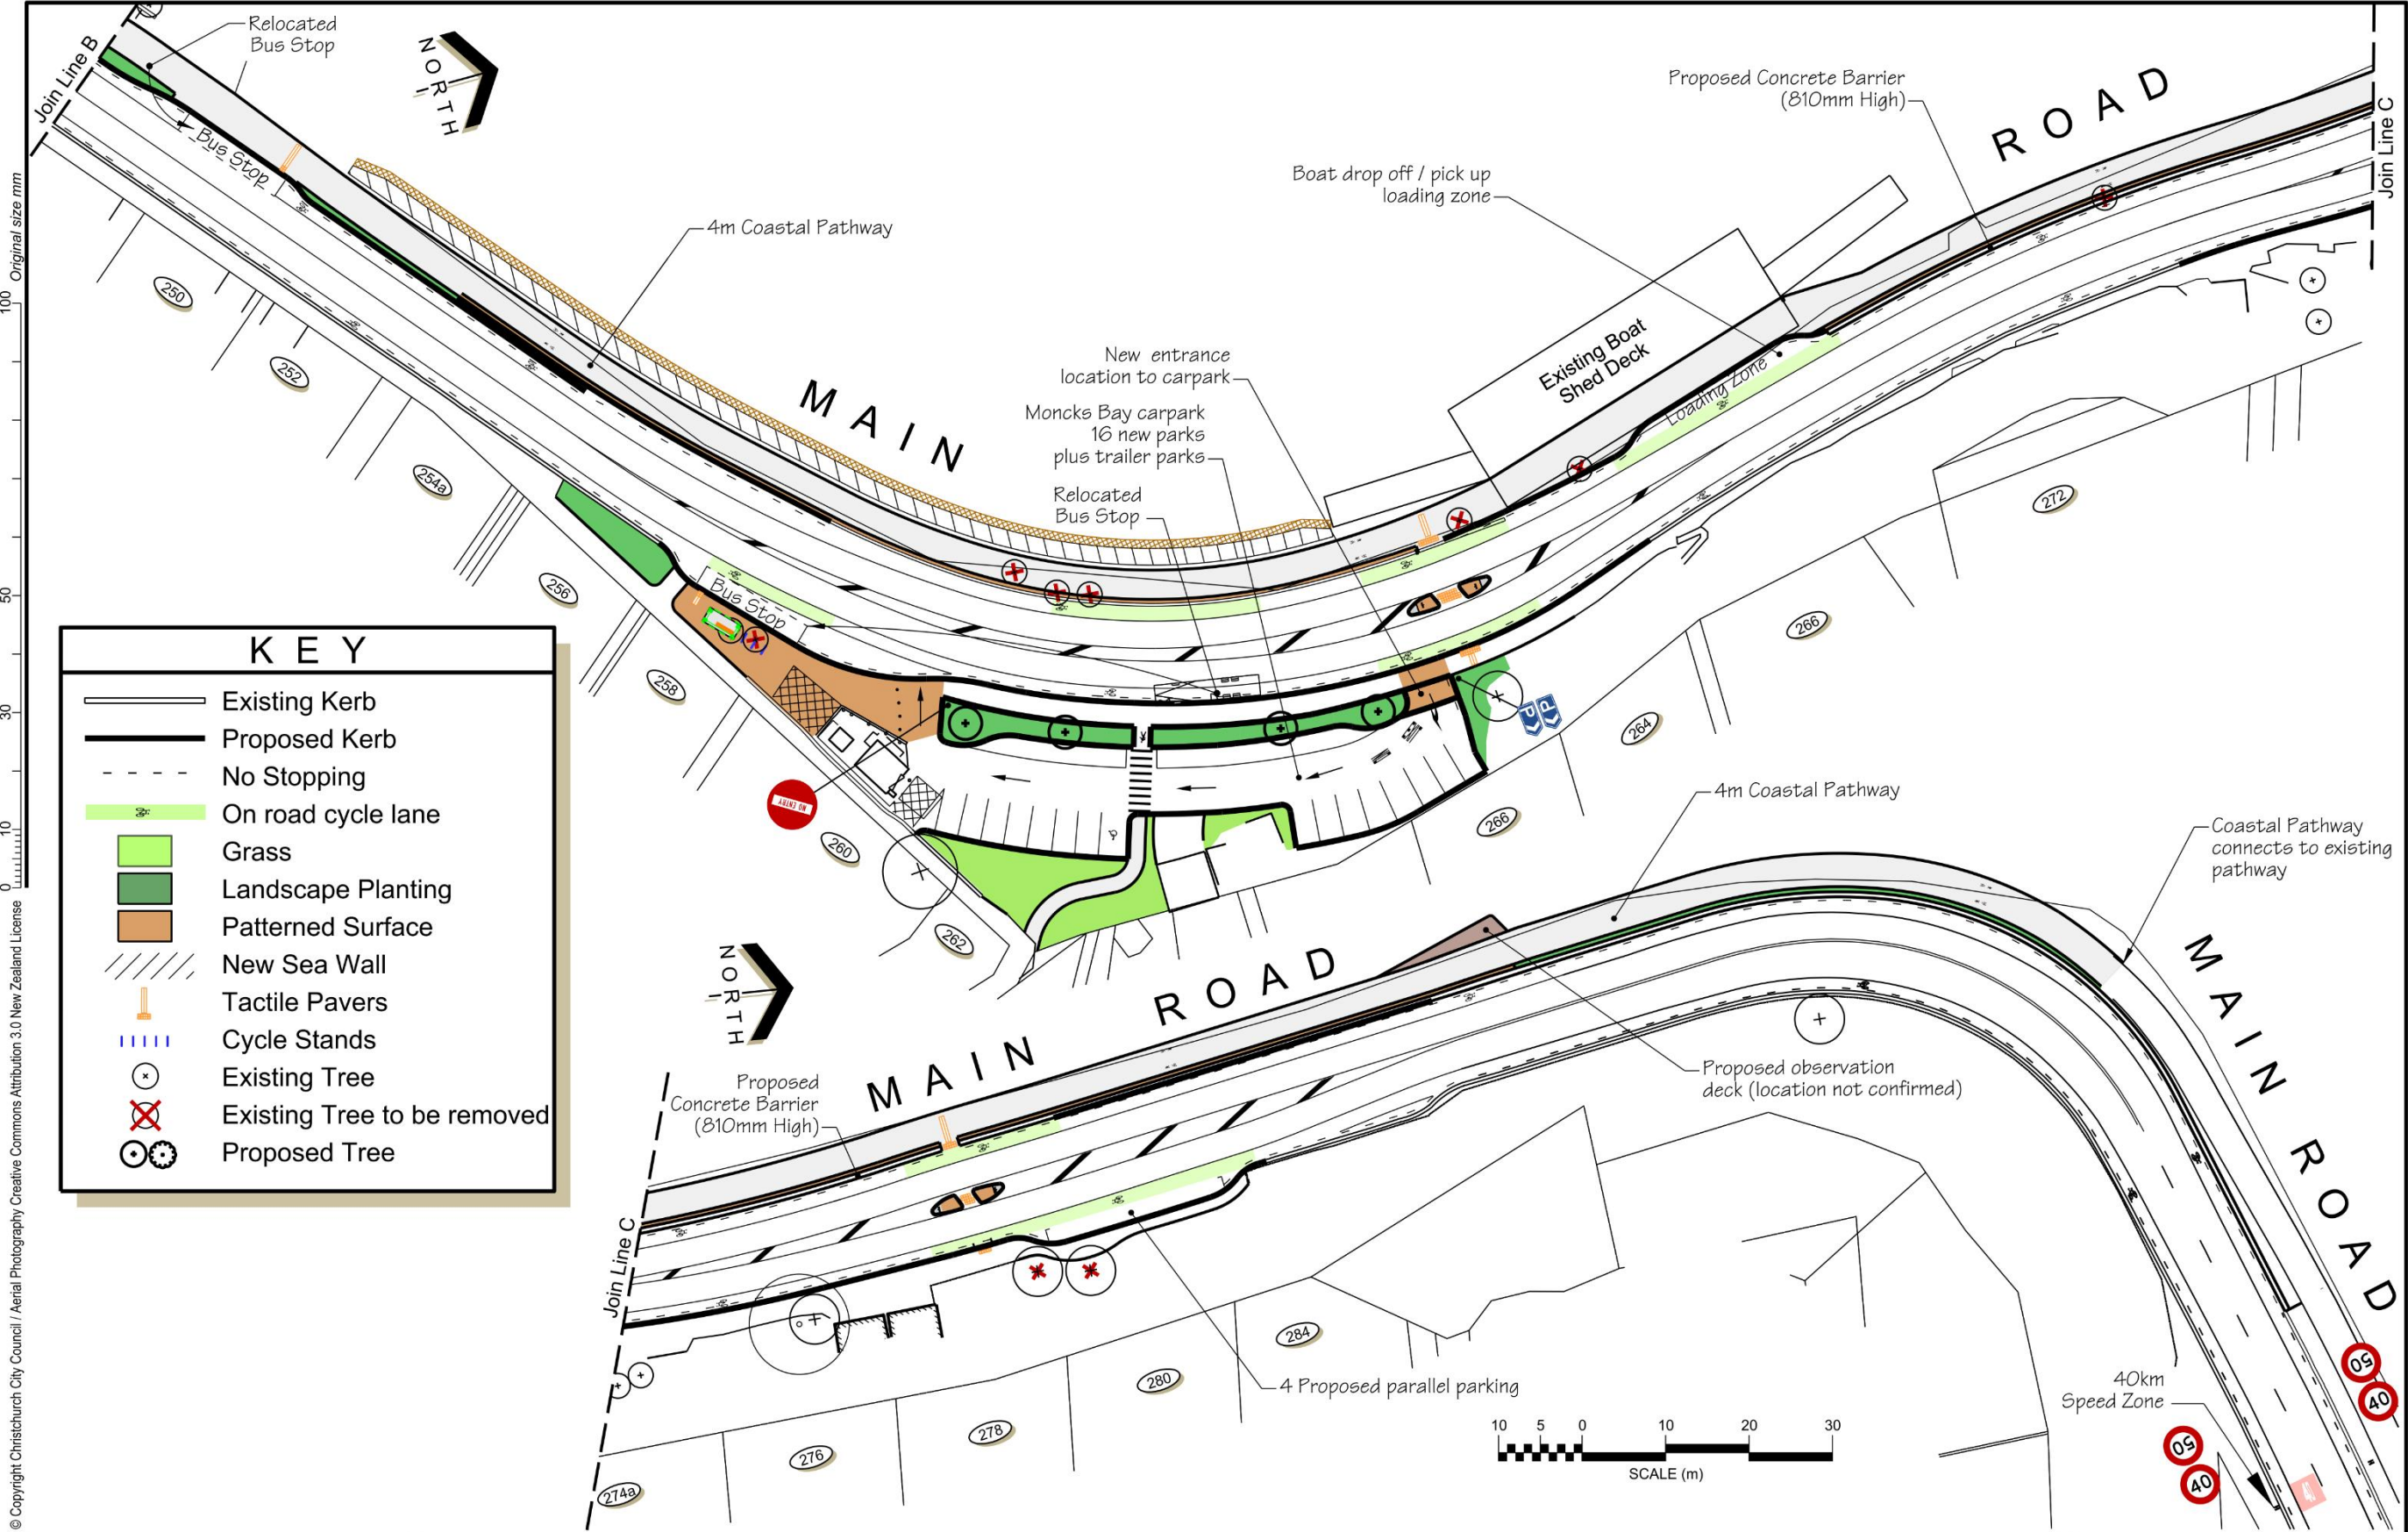 Join Line B
Relocated
Bus Stop
NORTH
Bus Stop
4m Coastal Pathway
MAIN
ROAD
Proposed Concrete Barrier
(810mm High)
Join Line C
Boat drop off / pick up
loading zone
Existing Boat
Shed Deck
Loading Zone
New entrance
location to carpark
Moncks Bay carpark
16 new parks
plus trailer parks
Relocated
Bus Stop
Bus Stop
250
252
254a
256
258
260
262
264
266
266
272
NO ENTRY
P
P
Original size mm
100
50
30
10
0
© Copyright Christchurch City Council / Aerial Photography Creative Commons Attribution 3.0 New Zealand License
KEY
Existing Kerb
Proposed Kerb
No Stopping
On road cycle lane
Grass
Landscape Planting
Patterned Surface
New Sea Wall
Tactile Pavers
Cycle Stands
Existing Tree
Existing Tree to be removed
Proposed Tree
NORTH
MAIN ROAD
4m Coastal Pathway
Coastal Pathway
connects to existing
pathway
MAIN ROAD
Proposed
Concrete Barrier
(810mm High)
Join Line C
Proposed observation
deck (location not confirmed)
4 Proposed parallel parking
274a
276
278
280
284
10 5 0 10 20 30
SCALE (m)
40km
Speed Zone
50
40
50
40